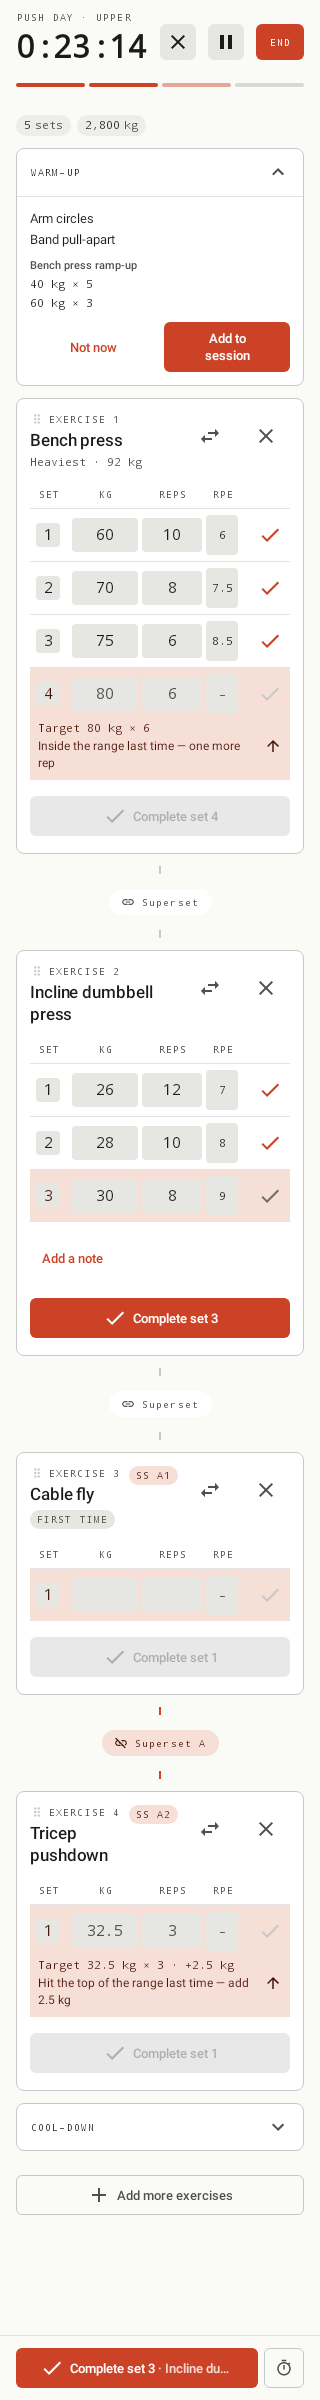 PUSH DAY · UPPER
0:23:14
END
5 sets
2,800 kg
WARM-UP
Arm circles
Band pull-apart
Bench press ramp-up
40 kg × 5
60 kg × 3
Not now
Add to
session
EXERCISE 1
Bench press
Heaviest · 92 kg
SET KG REPS RPE
1 60 10 6
2 70 8 7.5
3 75 6 8.5
4 80 6 –
Target 80 kg × 6
Inside the range last time — one more
rep
Complete set 4
Superset
EXERCISE 2
Incline dumbbell
press
SET KG REPS RPE
1 26 12 7
2 28 10 8
3 30 8 9
Add a note
Complete set 3
Superset
EXERCISE 3 SS A1
Cable fly
FIRST TIME
SET KG REPS RPE
1 –
Complete set 1
Superset A
EXERCISE 4 SS A2
Tricep
pushdown
SET KG REPS RPE
1 32.5 3 –
Target 32.5 kg × 3 · +2.5 kg
Hit the top of the range last time — add
2.5 kg
Complete set 1
COOL-DOWN
Add more exercises
Complete set 3 · Incline du…